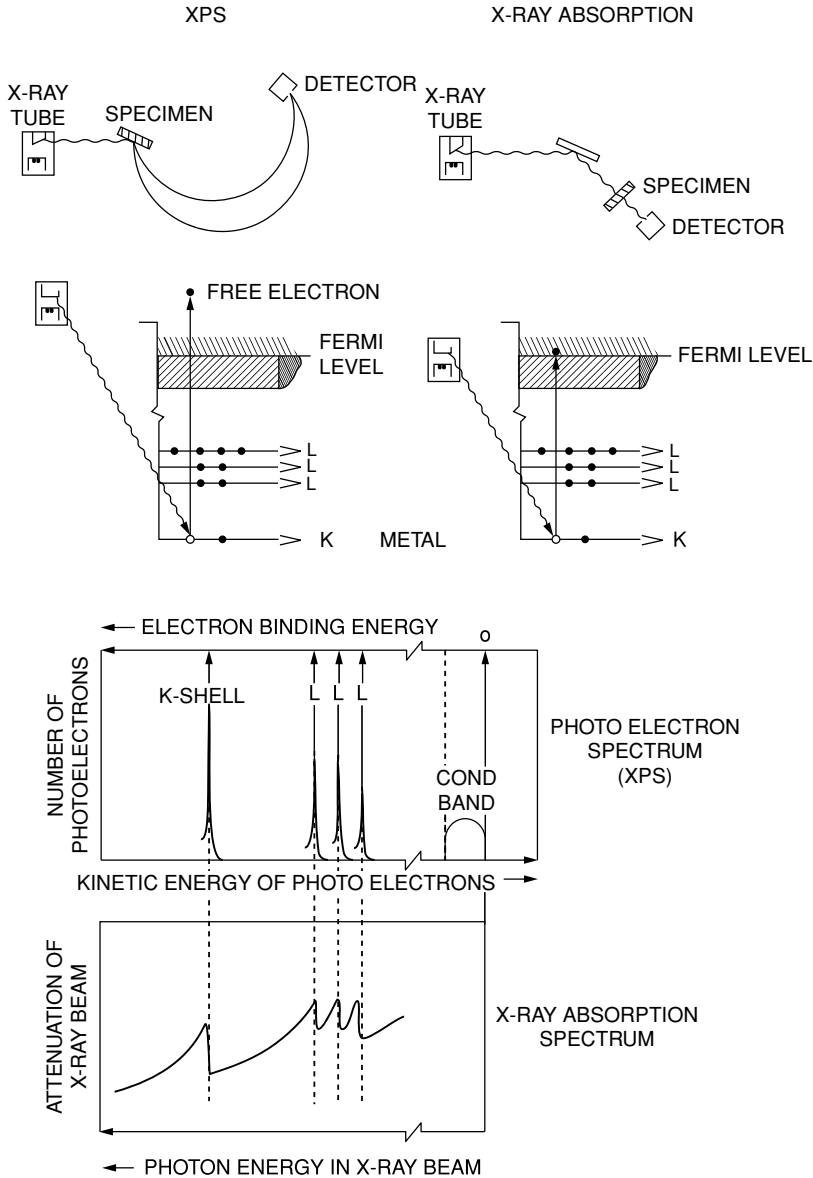 XPS
X-RAY ABSORPTION
X-RAY
TUBE
SPECIMEN
DETECTOR
X-RAY
TUBE
SPECIMEN
DETECTOR
FREE ELECTRON
FERMI
LEVEL
L
L
L
K
METAL
FERMI LEVEL
L
L
L
K
ELECTRON BINDING ENERGY
o
NUMBER OF
PHOTOELECTRONS
K-SHELL
L
L
L
COND
BAND
PHOTO ELECTRON
SPECTRUM
(XPS)
KINETIC ENERGY OF PHOTO ELECTRONS
ATTENUATION OF
X-RAY BEAM
X-RAY ABSORPTION
SPECTRUM
PHOTON ENERGY IN X-RAY BEAM